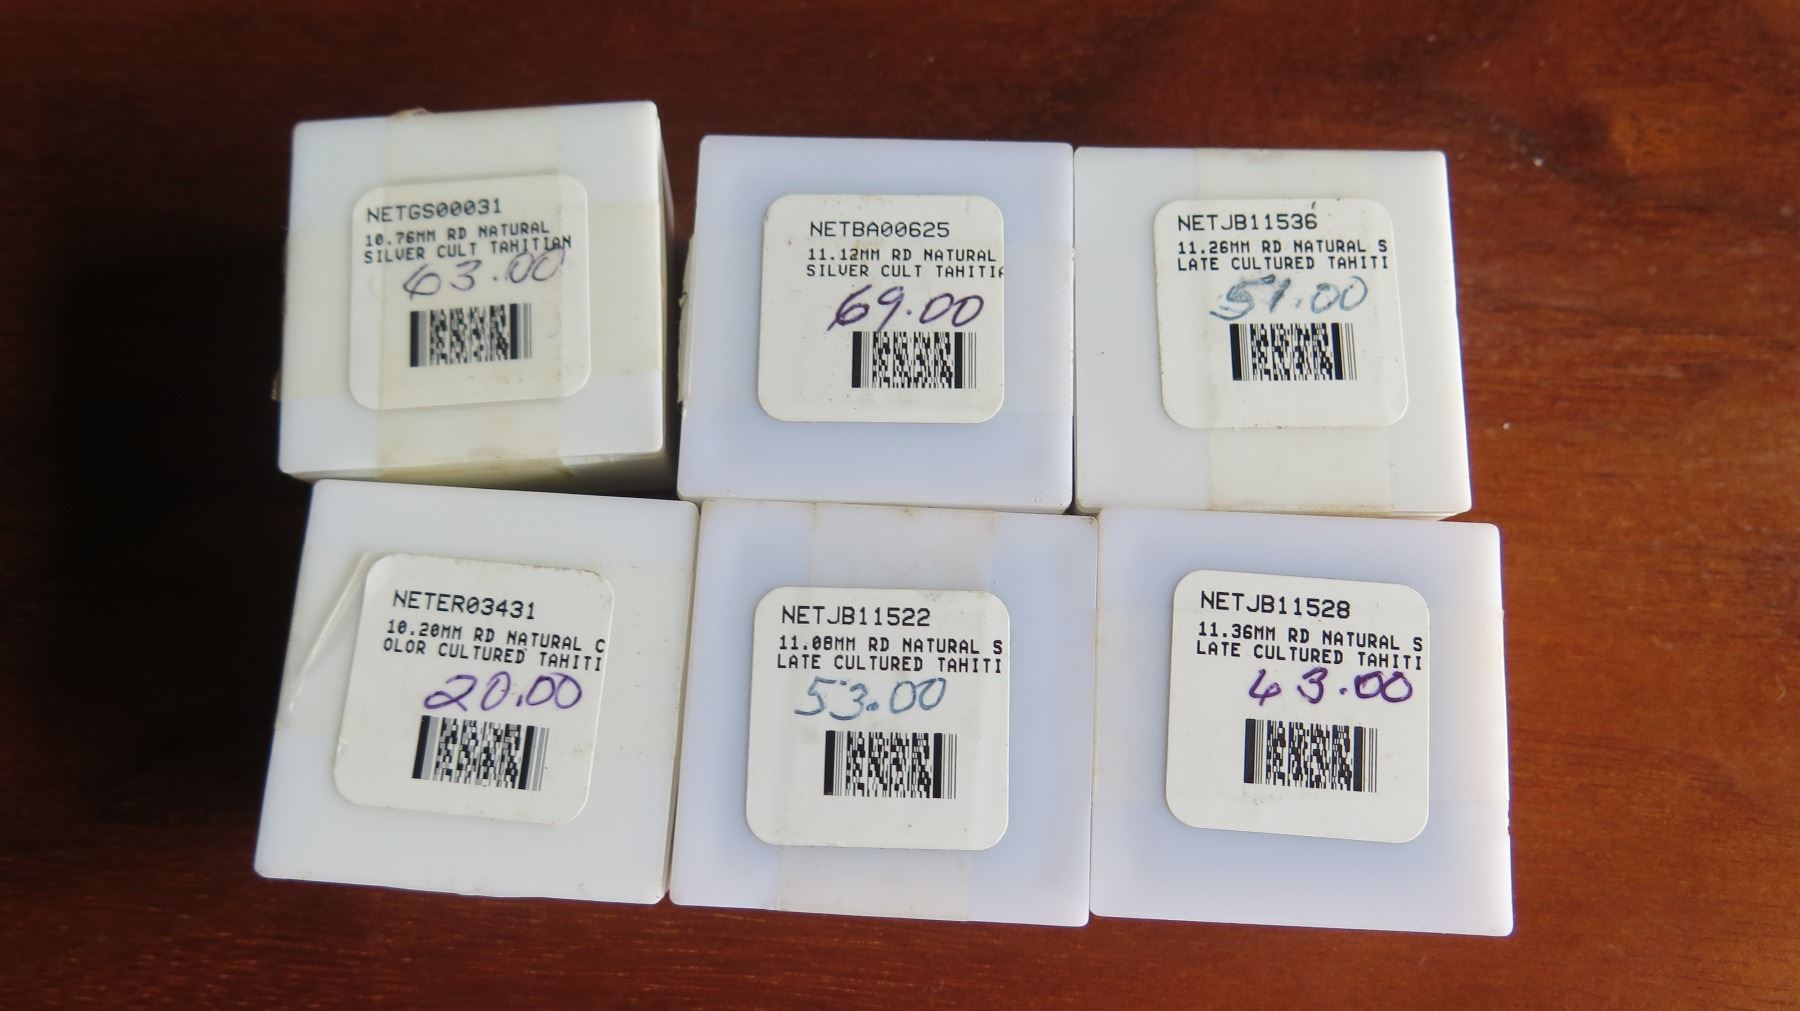 NETGS00031
10.76MM RD NATURAL
SILVER CULT TAHITIAN
63.00
NETBA00625
11.12MM RD NATURAL
SILVER CULT TAHITIA
69.00
NETJB11536
11.26MM RD NATURAL S
LATE CULTURED TAHITI
51.00
NETER03431
10.20MM RD NATURAL C
OLOR CULTURED TAHITI
20.00
NETJB11522
11.08MM RD NATURAL S
LATE CULTURED TAHITI
53.00
NETJB11528
11.36MM RD NATURAL S
LATE CULTURED TAHITI
43.00